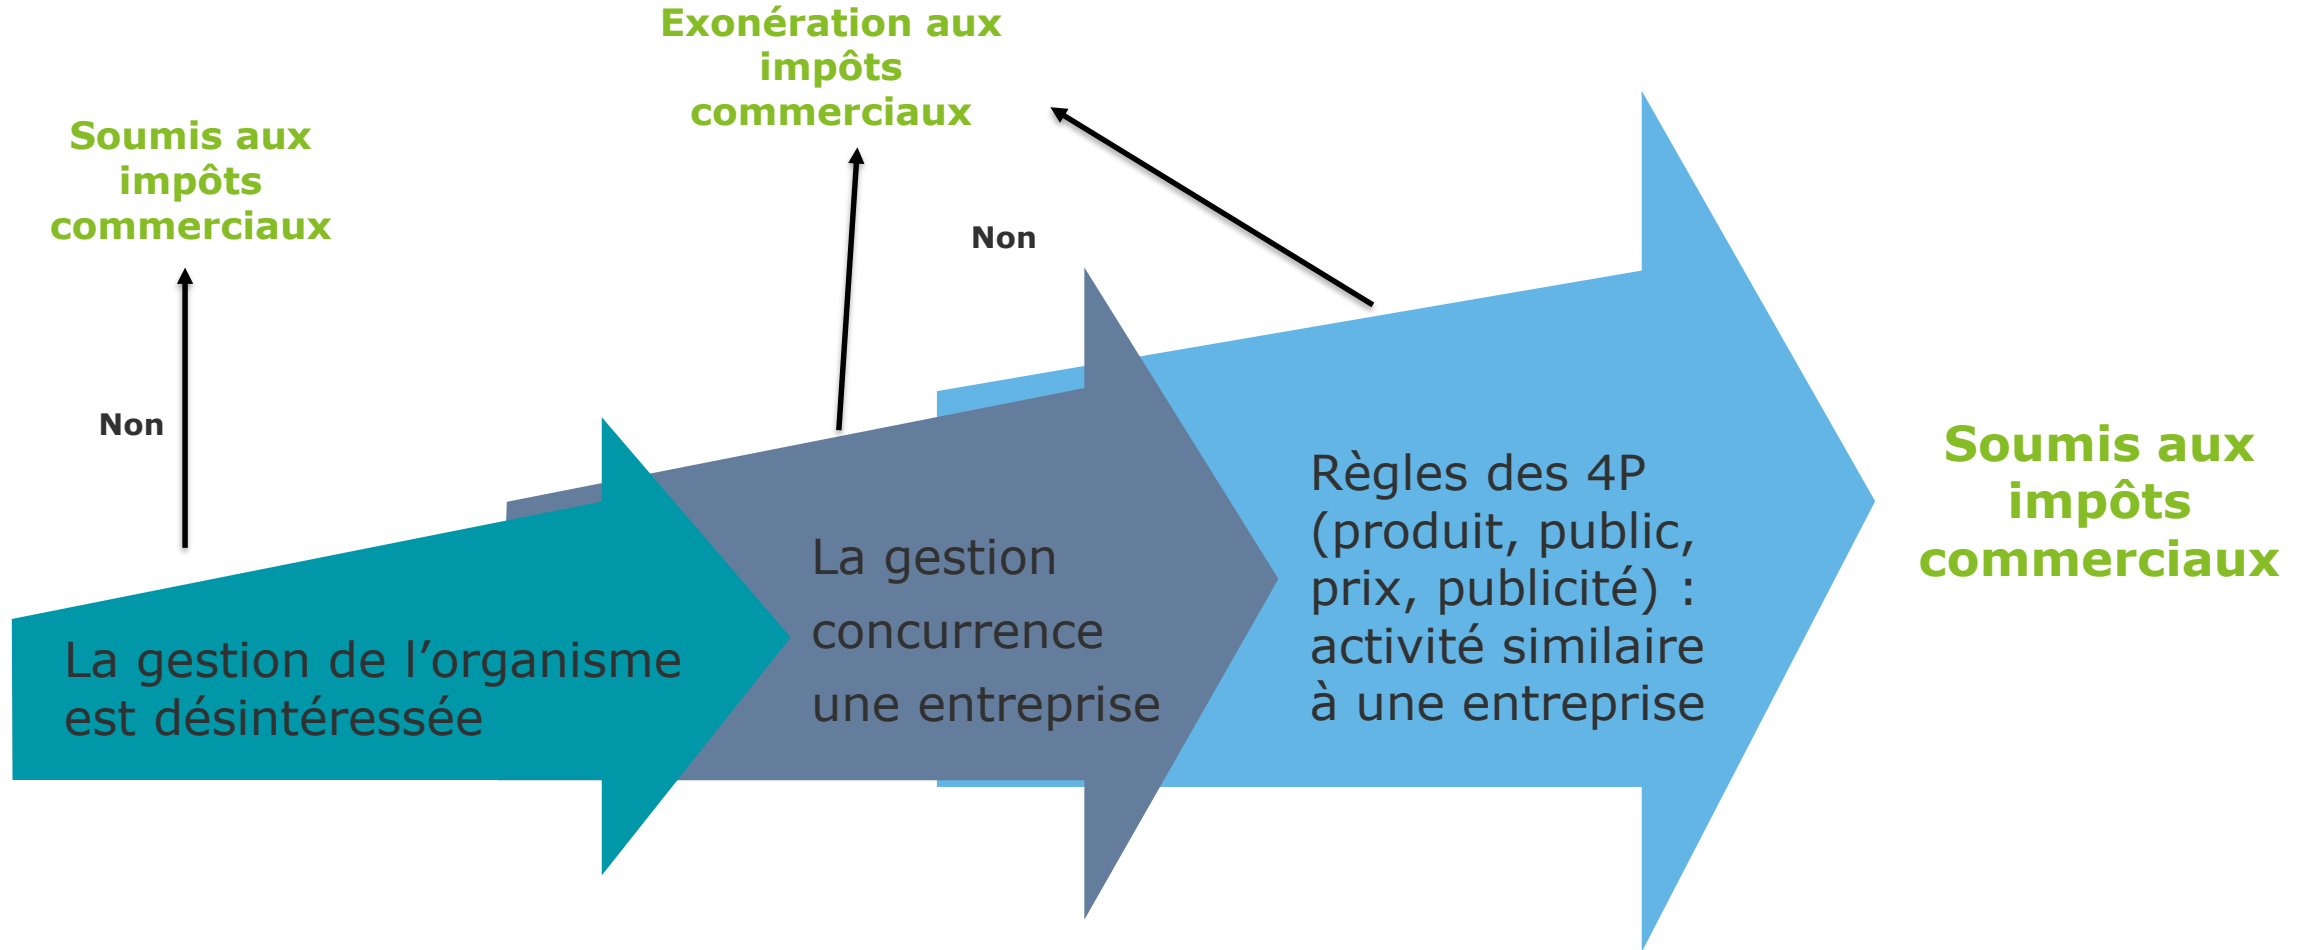 Exonération aux
impôts
commerciaux
Soumis aux
impôts
commerciaux
Non
Non
La gestion de l’organisme
est désintéressée
La gestion
concurrence
une entreprise
Règles des 4P
(produit, public,
prix, publicité) :
activité similaire
à une entreprise
Soumis aux
impôts
commerciaux